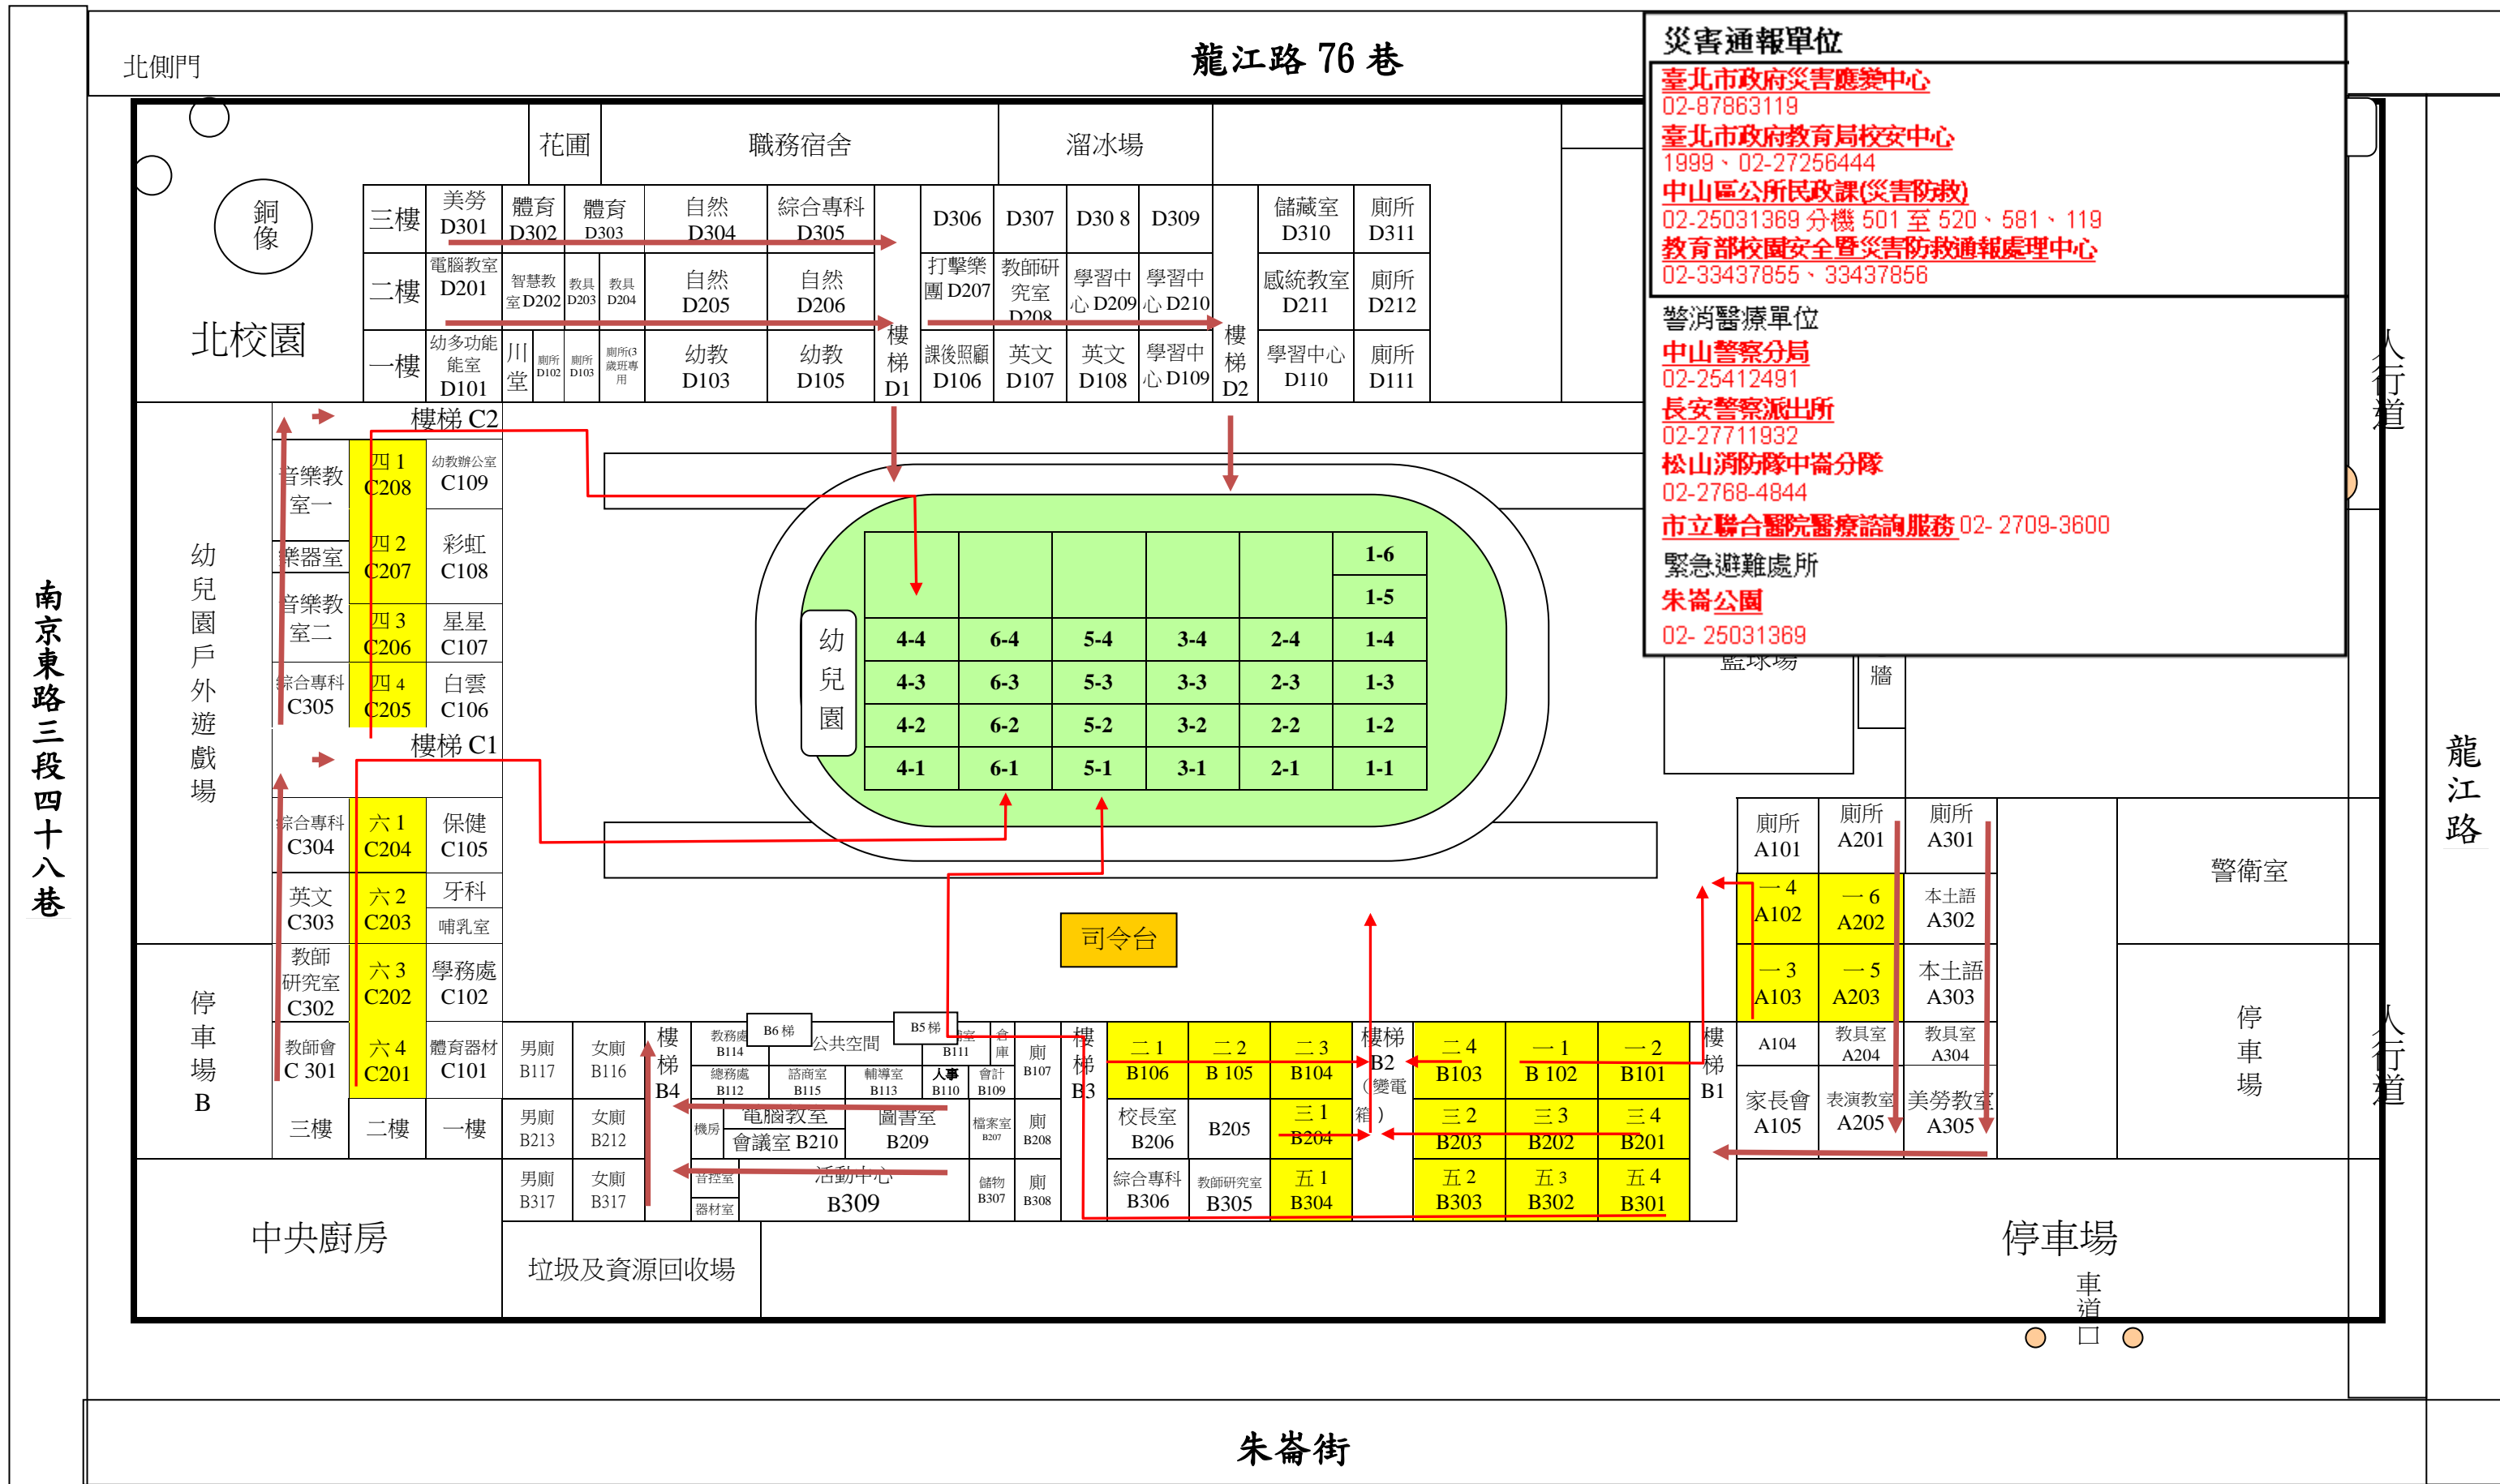 北側門
龍江路 76 巷
災害通報單位
臺北市政府災害應變中心
02-87863119
臺北市政府教育局校安中心
1999、02-27256444
中山區公所民政課(災害防救)
02-25031369 分機 501 至 520、581、119
教育部校園安全暨災害防救通報處理中心
02-33437855、33437856
警消醫療單位
中山警察分局
02-25412491
長安警察派出所
02-27711932
松山消防隊中崙分隊
02-2768-4844
市立聯合醫院醫療諮詢服務 02- 2709-3600
緊急避難處所
朱崙公園
02- 25031369
花圃
職務宿舍
溜冰場
銅像
北校園
三樓
美勞
D301
體育
D302
體育
D303
自然
D304
綜合專科
D305
D306
D307
D30 8
D309
儲藏室
D310
廁所
D311
二樓
電腦教室
D201
智慧教
室 D202
教具
D203
教具
D204
自然
D205
自然
D206
打擊樂
團 D207
教師研
究室
D208
學習中
心 D209
學習中
心 D210
感統教室
D211
廁所
D212
一樓
幼多功能
能室
D101
川堂
廁所
D102
廁所
D103
廁所(3
歲班專
用
幼教
D103
幼教
D105
樓梯
D1
課後照顧
D106
英文
D107
英文
D108
學習中
心 D109
樓梯
D2
學習中心
D110
廁所
D111
人行道
樓梯 C2
音樂教
室一
四 1
C208
幼教辦公室
C109
四 2
C207
彩虹
C108
樂器室
音樂教
室二
四 3
C206
星星
C107
綜合專科
C305
四 4
C205
白雲
C106
樓梯 C1
幼兒園戶外遊戲場
南京東路三段四十八巷
幼兒園
1-6
1-5
4-4 6-4 5-4 3-4 2-4 1-4
4-3 6-3 5-3 3-3 2-3 1-3
4-2 6-2 5-2 3-2 2-2 1-2
4-1 6-1 5-1 3-1 2-1 1-1
籃球場
牆
龍江路
綜合專科
C304
六 1
C204
保健
C105
英文
C303
六 2
C203
牙科
哺乳室
教師
研究室
C302
六 3
C202
學務處
C102
教師會
C 301
六 4
C201
體育器材
C101
三樓
二樓
一樓
停車場
B
司令台
廁所
A101
廁所
A201
廁所
A301
一 4
A102
一 6
A202
本土語
A302
一 3
A103
一 5
A203
本土語
A303
A104
教具室
A204
教具室
A304
家長會
A105
表演教室
A205
美勞教室
A305
警衛室
停車場
人行道
男廁
B117
女廁
B116
樓梯
B4
教務處
B114
B6 梯
公共空間
B5 梯
室
B111
倉庫
廁
B107
樓梯
B3
二 1
B106
二 2
B 105
二 3
B104
樓梯
B2
（變電
箱）
二 4
B103
一 1
B 102
一 2
B101
樓梯
B1
總務處
B112
諮商室
B115
輔導室
B113
人事
B110
會計
B109
男廁
B213
女廁
B212
機房
電腦教室
會議室 B210
圖書室
B209
檔案室
B207
廁
B208
校長室
B206
B205
三 1
B204
三 2
B203
三 3
B202
三 4
B201
男廁
B317
女廁
B317
音控室
器材室
活動中心
B309
儲物
B307
廁
B308
綜合專科
B306
教師研究室
B305
五 1
B304
五 2
B303
五 3
B302
五 4
B301
中央廚房
垃圾及資源回收場
停車場
車道口
朱崙街